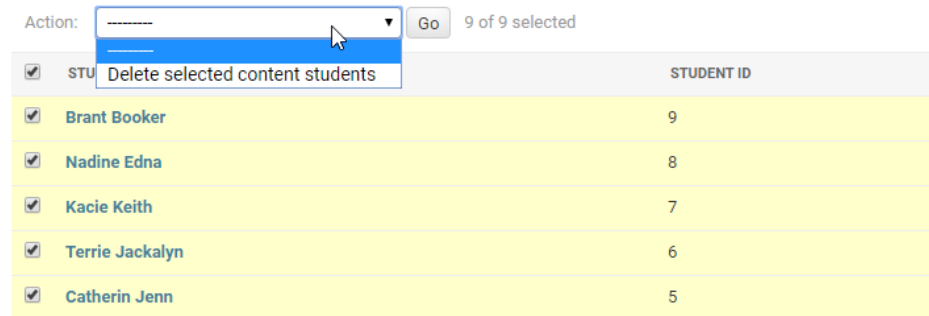 Action: --------- Go 9 of 9 selected
---------
Delete selected content students
STU STUDENT ID
Brant Booker 9
Nadine Edna 8
Kacie Keith 7
Terrie Jackalyn 6
Catherin Jenn 5